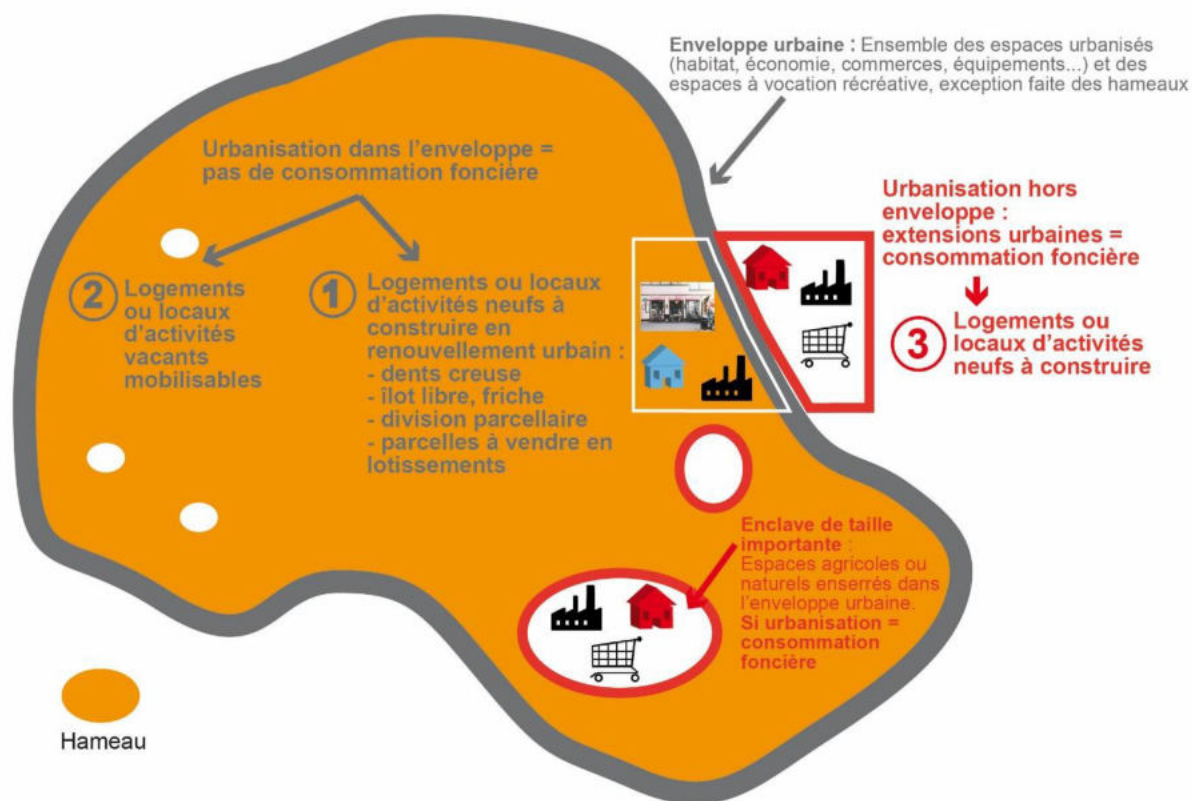 Enveloppe urbaine : Ensemble des espaces urbanisés
(habitat, économie, commerces, équipements...) et des
espaces à vocation récréative, exception faite des hameaux
Urbanisation dans l'enveloppe =
pas de consommation foncière
Urbanisation hors
enveloppe :
extensions urbaines =
consommation foncière
2
Logements
ou locaux
d'activités
vacants
mobilisables
1
Logements ou locaux
d'activités neufs à
construire en
renouvellement urbain :
- dents creuse
- îlot libre, friche
- division parcellaire
- parcelles à vendre en
lotissements
3
Logements ou
locaux d'activités
neufs à construire
Enclave de taille
importante :
Espaces agricoles ou
naturels enserrés dans
l'enveloppe urbaine.
Si urbanisation =
consommation
foncière
Hameau